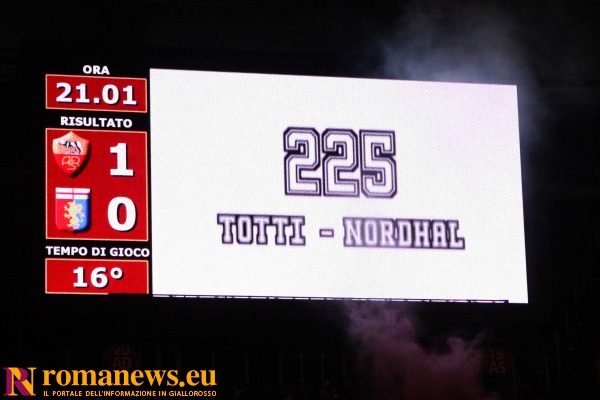 ORA
21.01
RISULTATO
1
0
TEMPO DI GIOCO
16°
225
TOTTI - NORDHAL
romanews.eu
IL PORTALE DELL'INFORMAZIONE IN GIALLOROSSO